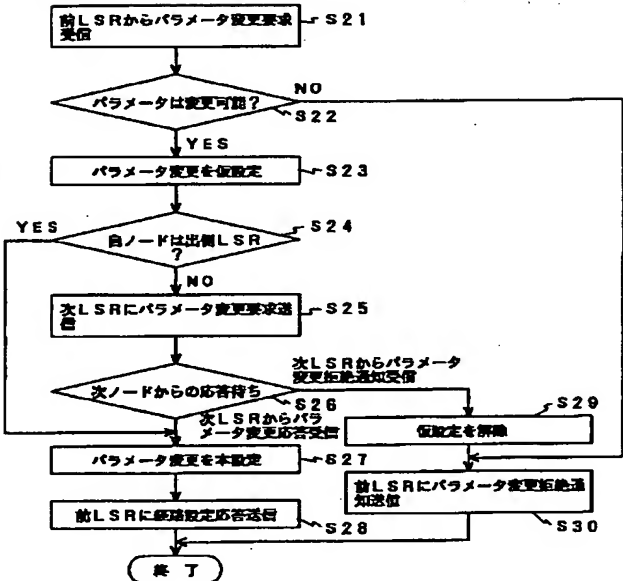 前LSRからパラメータ変更要求
受信
S21
パラメータは変更可能?
NO
S22
YES
パラメータ変更を仮設定
S23
YES
自ノードは出側LSR
?
S24
NO
次LSRにパラメータ変更要求送
信
S25
次ノードからの応答待ち
次LSRからパラメータ
変更拒絶通知受信
S26
次LSRからパラ
メータ変更応答受信
仮設定を解除
S29
パラメータ変更を本設定
S27
前LSRにパラメータ変更拒絶通
知送信
S30
前LSRに経路設定応答送信
S28
終 了